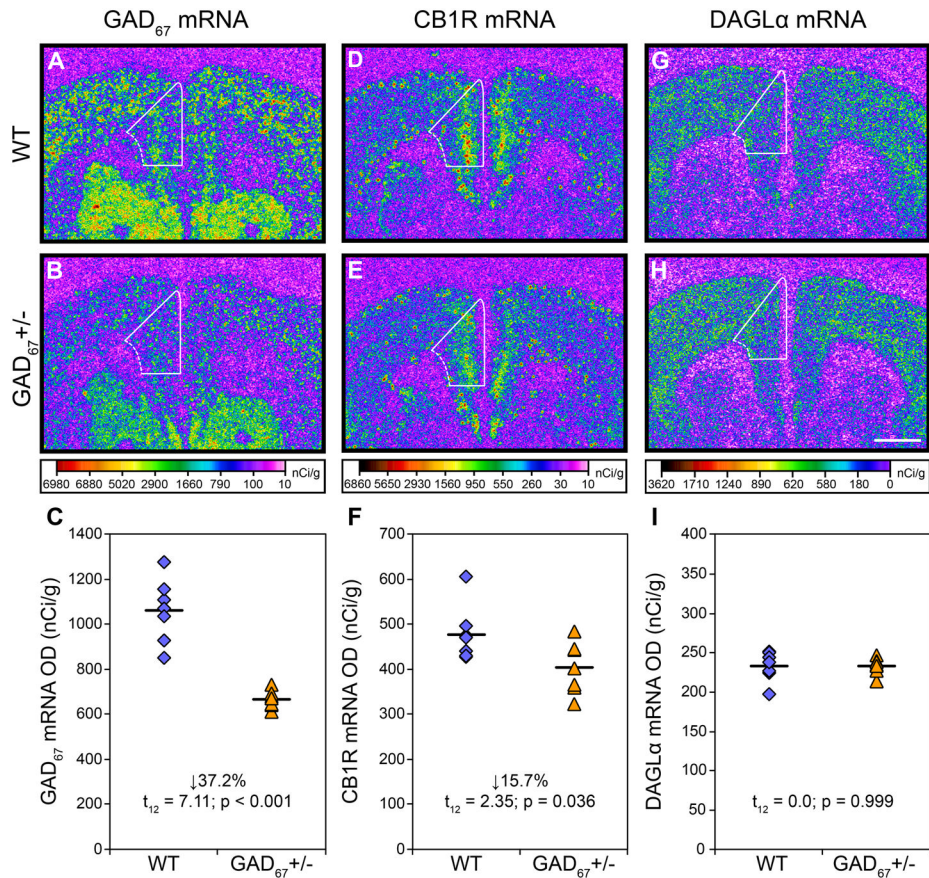 GAD67 mRNA
CB1R mRNA
DAGLα mRNA
WT
A
D
G
GAD67+/-
B
E
H
nCi/g
6980 6880 5020 2900 1660 790 100 10
nCi/g
6860 5650 2930 1560 950 560 260 30 10
nCi/g
3620 1710 1240 890 620 380 180 0
C
GAD67 mRNA OD (nCi/g)
1400
1200
1000
800
600
400
200
0
↓37.2%
t12 = 7.11; p < 0.001
WT GAD67+/-
F
CB1R mRNA OD (nCi/g)
700
600
500
400
300
200
100
0
↓15.7%
t12 = 2.35; p = 0.036
WT GAD67+/-
I
DAGLα mRNA OD (nCi/g)
400
350
300
250
200
150
100
50
0
t12 = 0.0; p = 0.999
WT GAD67+/-